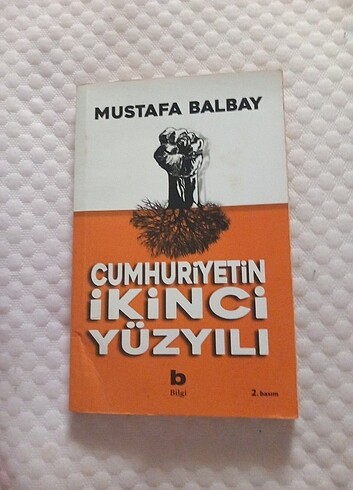 MUSTAFA BALBAY
CUMHURİYETİN
İKİNCİ
YÜZYILI
b
Bilgi
2. basım